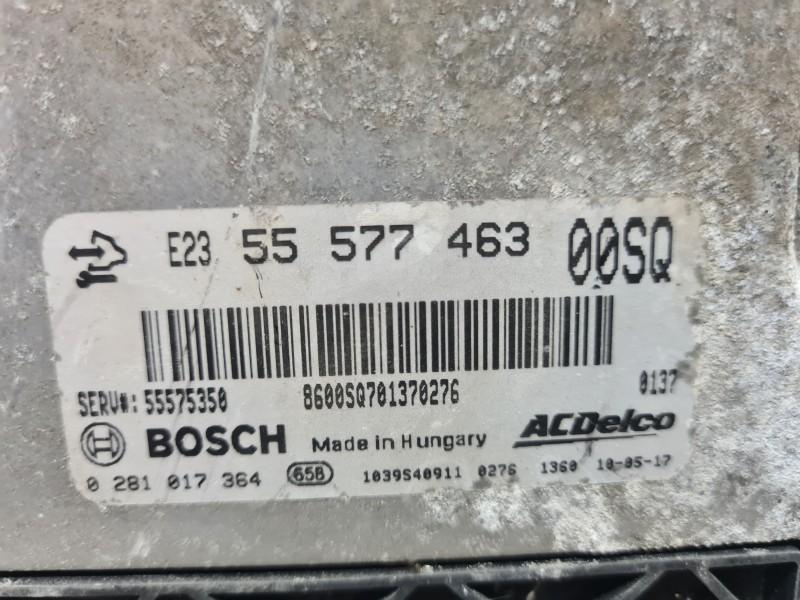 E23 55 577 463 00SQ
8600SQ701370276 0137
SERV#: 55575350
BOSCH Made in Hungary ACDelco
0 281 017 364 65B 1039S40911 0276 1360 10-05-17